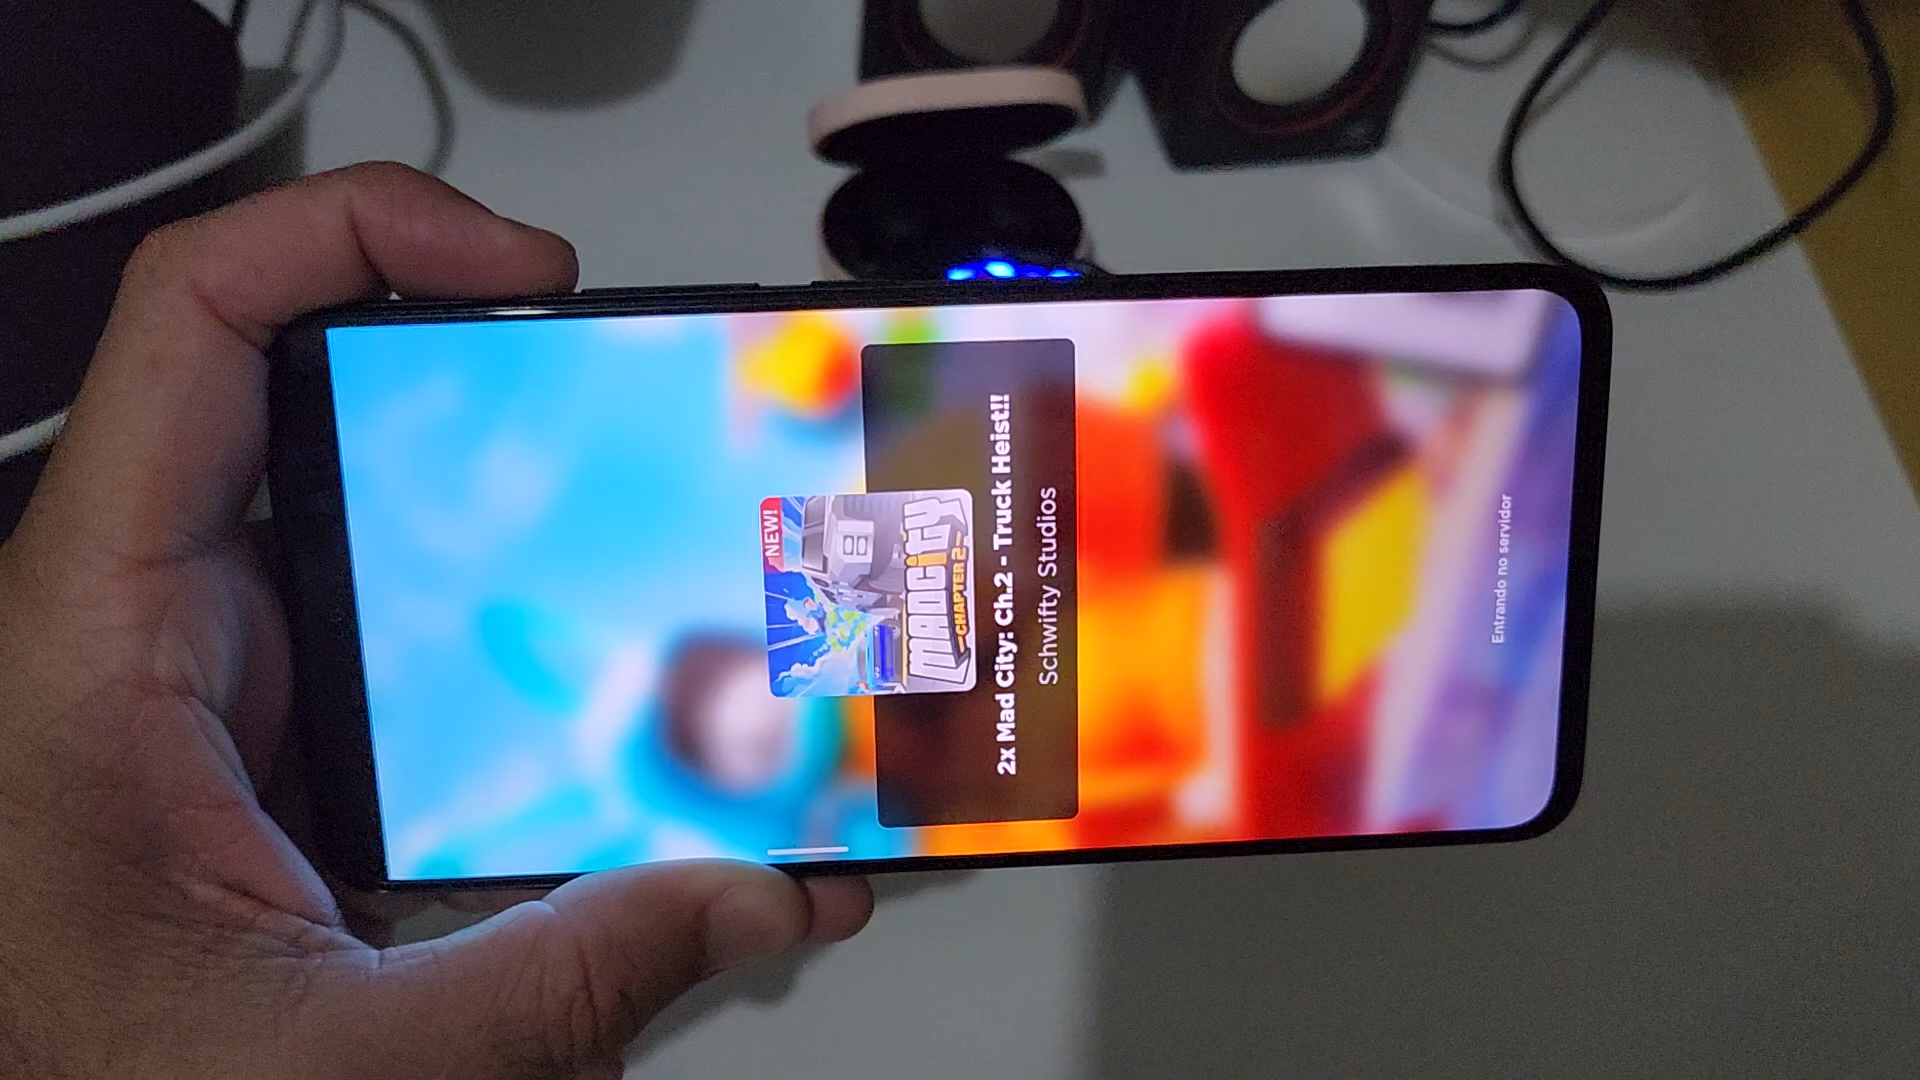 NEW!
MADCITY
CHAPTER 2
2x Mad City: Ch.2 - Truck Heist!!
Schwifty Studios
Entrando no servidor